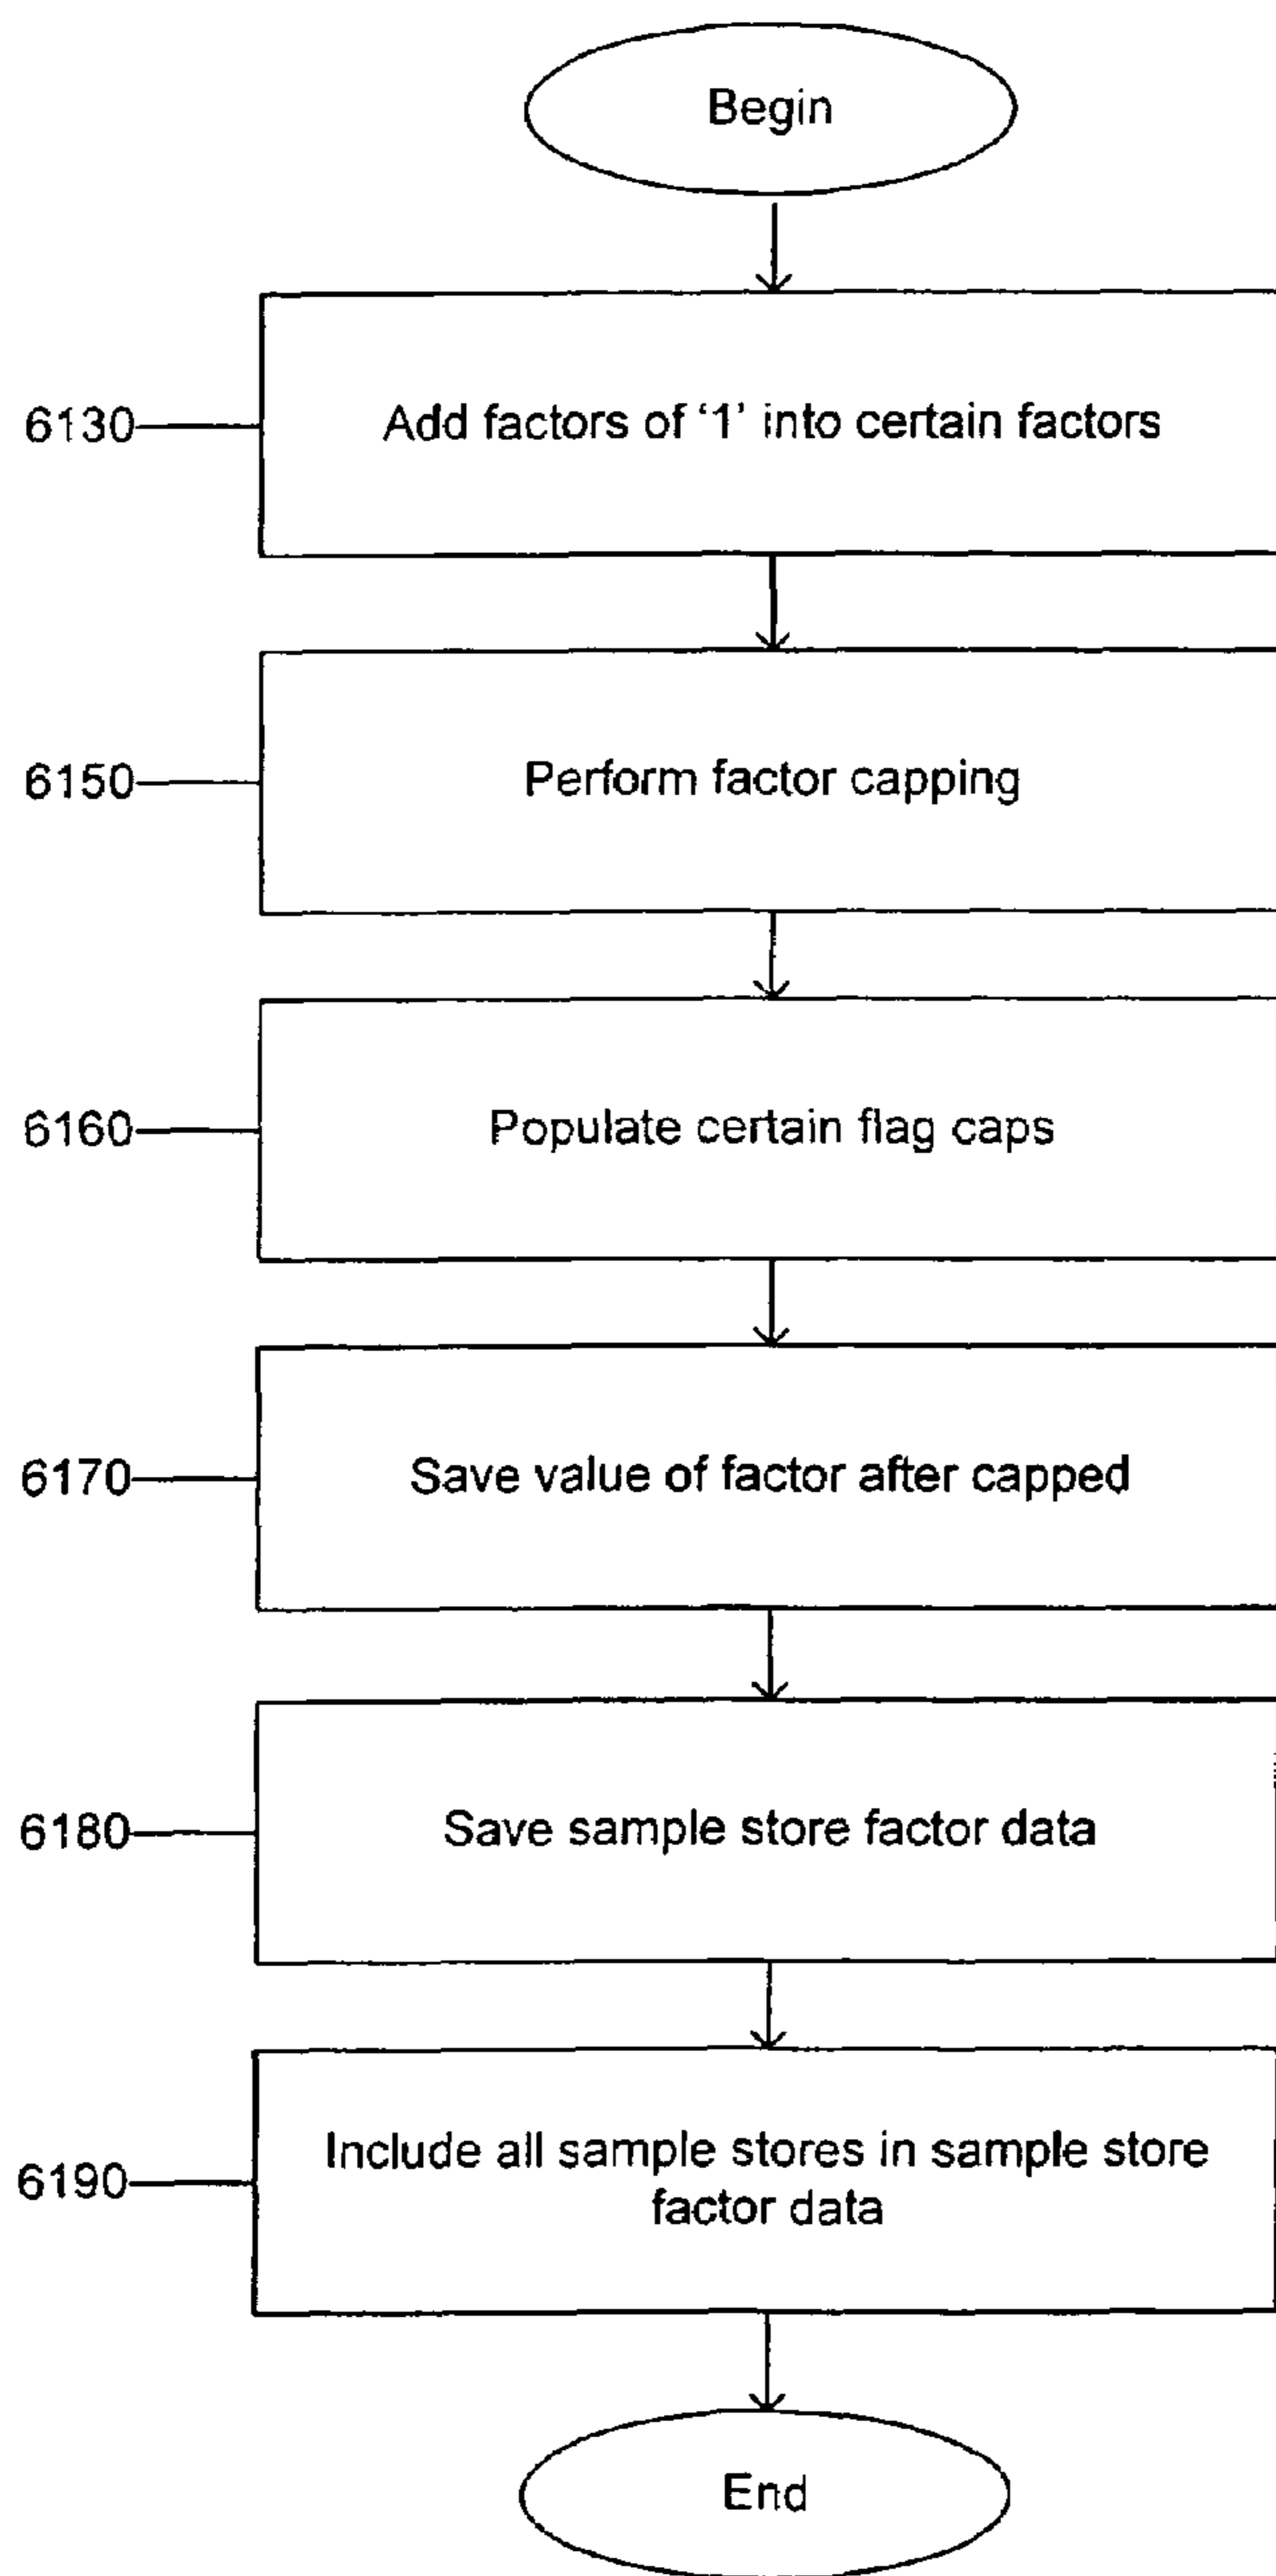 Begin
6130
Add factors of ‘1’ into certain factors
6150
Perform factor capping
6160
Populate certain flag caps
6170
Save value of factor after capped
6180
Save sample store factor data
6190
Include all sample stores in sample store
factor data
End